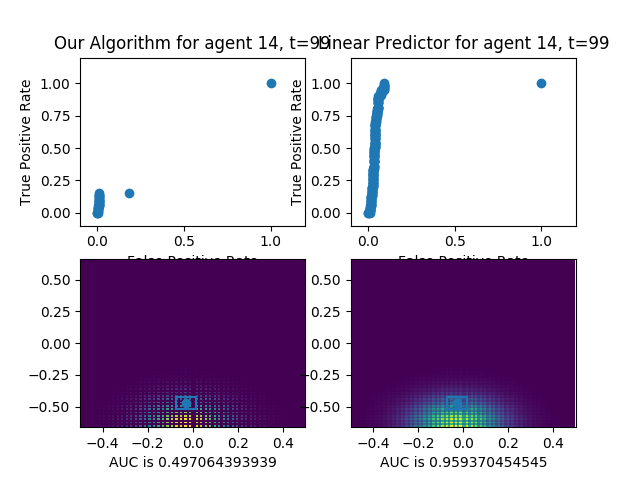 Our Algorithm for agent 14, t=99
Linear Predictor for agent 14, t=99
True Positive Rate
1.00
0.75
0.50
0.25
0.00
0.0 0.5 1.0
False Positive Rate
True Positive Rate
1.00
0.75
0.50
0.25
0.00
0.0 0.5 1.0
False Positive Rate
0.50
0.25
0.00
−0.25
−0.50
−0.4 −0.2 0.0 0.2 0.4
AUC is 0.497064393939
0.50
0.25
0.00
−0.25
−0.50
−0.4 −0.2 0.0 0.2 0.4
AUC is 0.959370454545